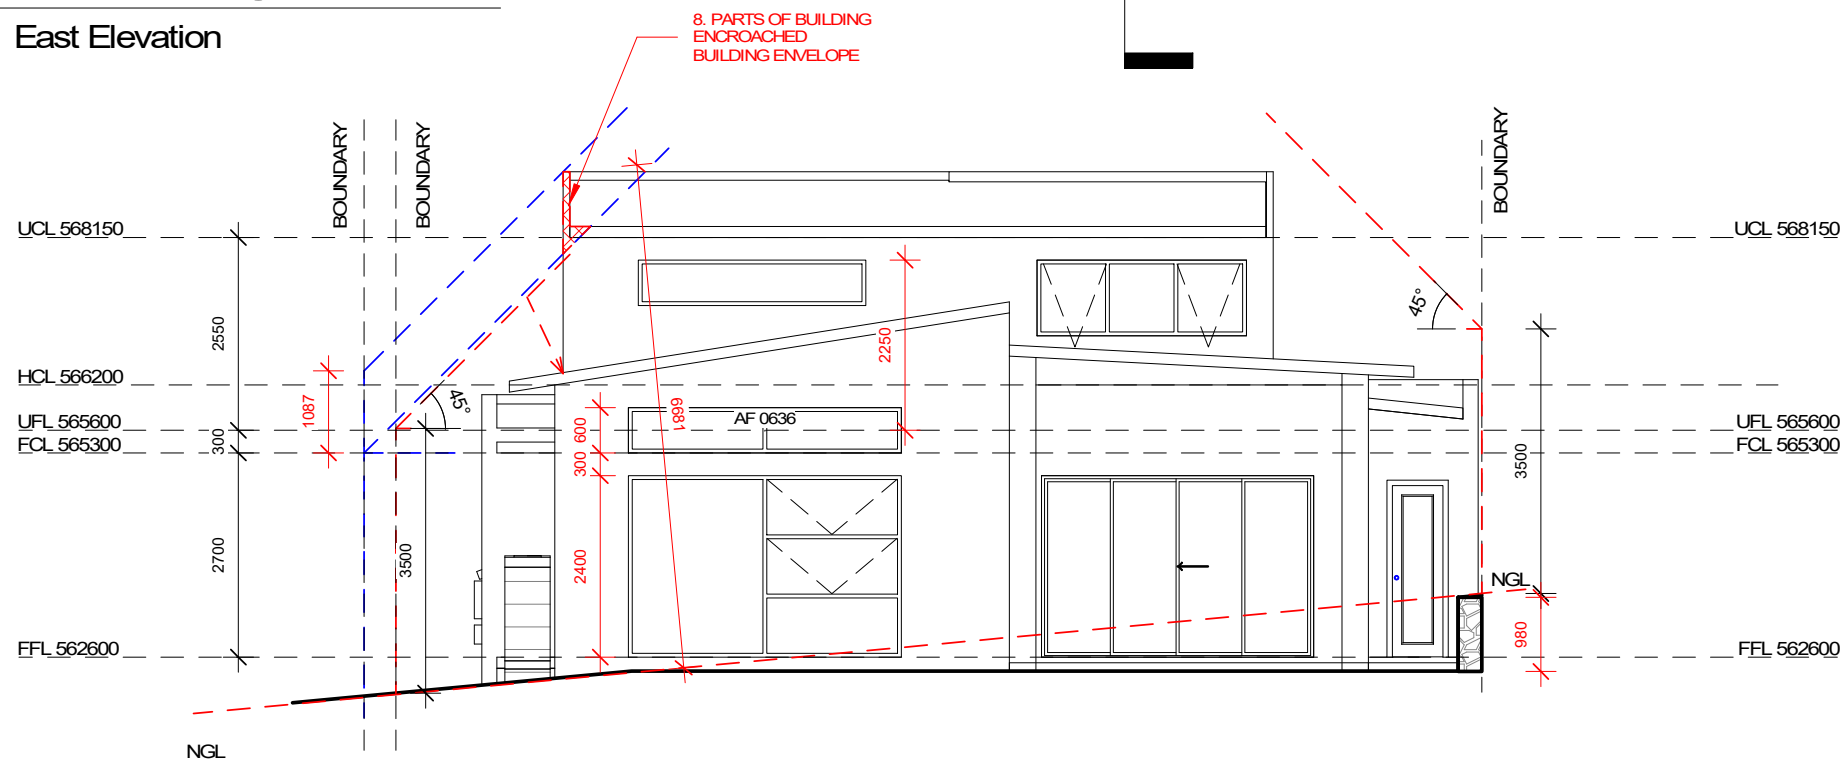 East Elevation
8. PARTS OF BUILDING
ENCROACHED
BUILDING ENVELOPE
BOUNDARY
BOUNDARY
BOUNDARY
UCL 568150
UCL 568150
2550
2250
45°
HCL 566200
1087
45°
6681
600
AF 0636
UFL 565600
UFL 565600
300
FCL 565300
FCL 565300
300
3500
2700
3500
2400
NGL
980
FFL 562600
FFL 562600
NGL